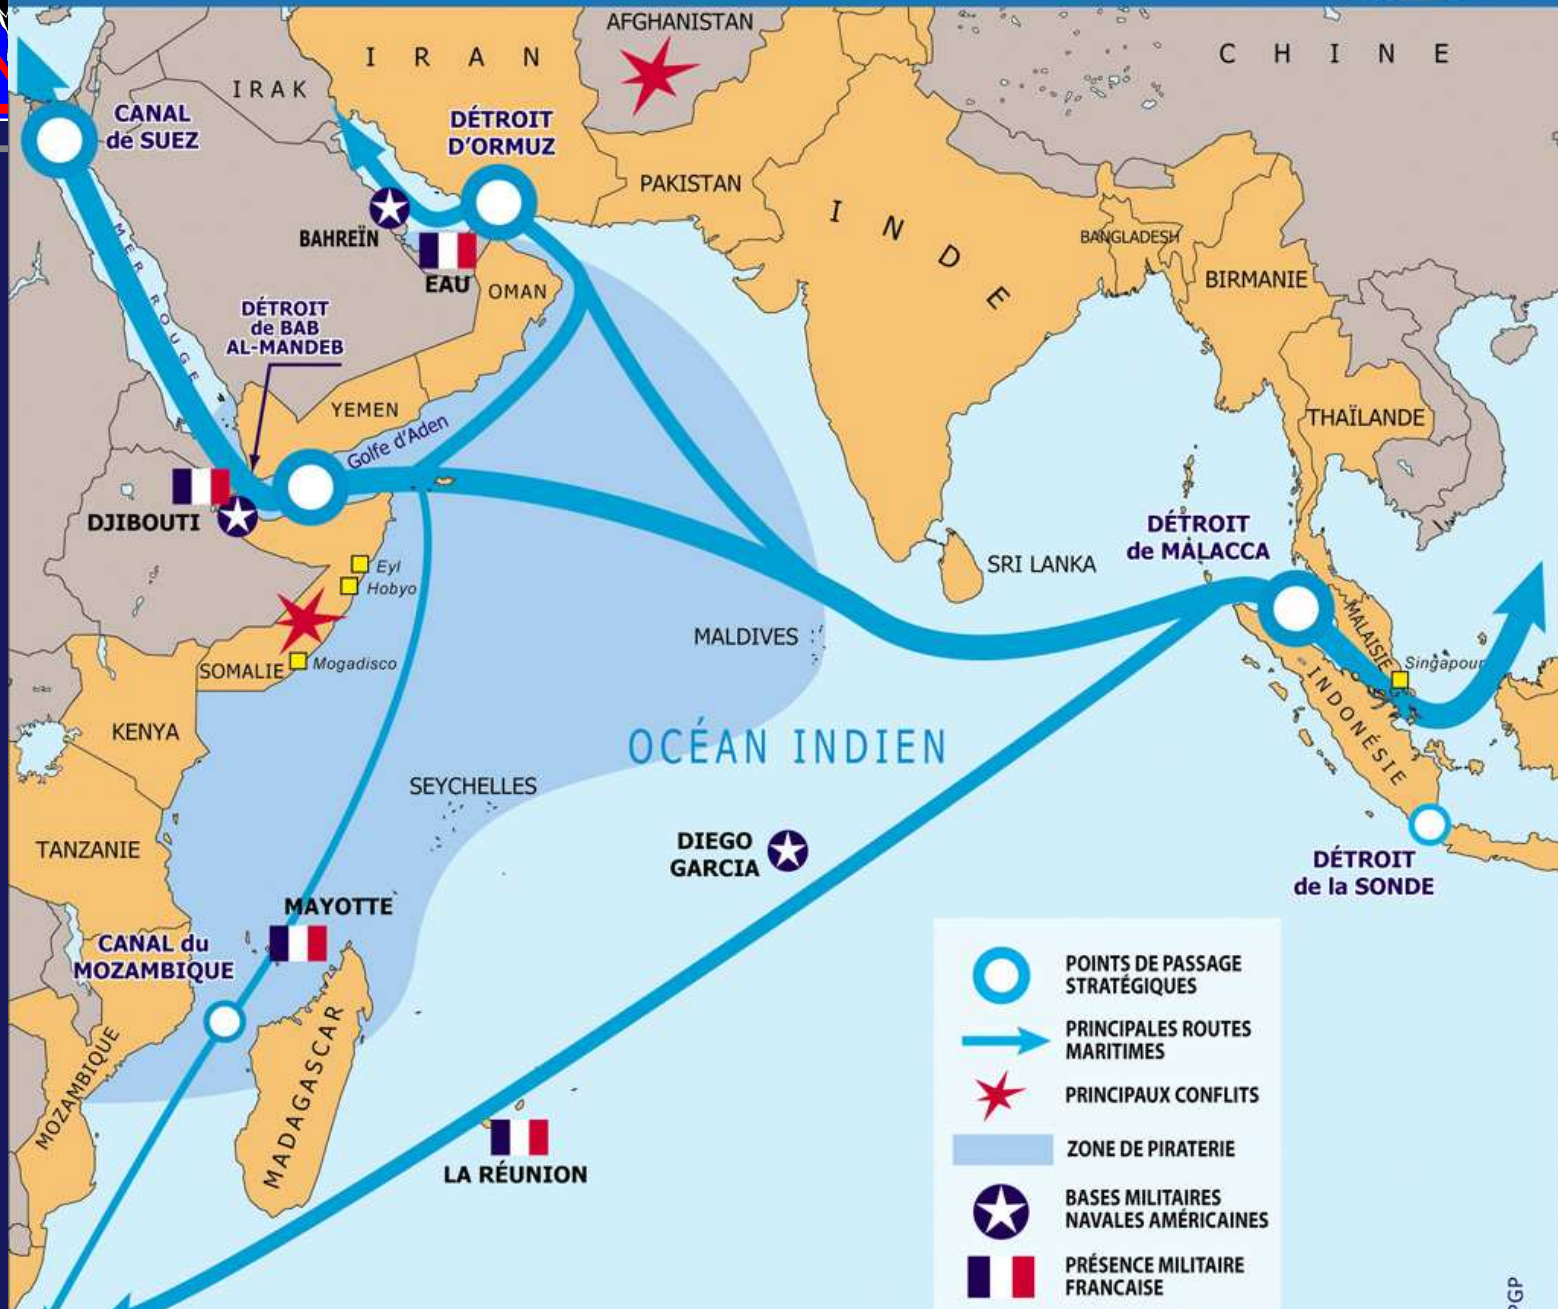 AFGHANISTAN
I R A N
C H I N E
IRAK
CANAL
de SUEZ
DÉTROIT
D'ORMUZ
PAKISTAN
I N D E
BAHREÏN
EAU
OMAN
BANGLADESH
BIRMANIE
MER ROUGE
DÉTROIT
de BAB
AL-MANDEB
YEMEN
Golfe d'Aden
THAÏLANDE
DJIBOUTI
DÉTROIT
de MALACCA
SRI LANKA
Eyl
Hobyo
MALDIVES
MALAISIE
SOMALIE
Mogadisco
Singapour
INDONÉSIE
KENYA
OCÉAN INDIEN
SEYCHELLES
TANZANIE
DIEGO
GARCIA
DÉTROIT
de la SONDE
MAYOTTE
CANAL du
MOZAMBIQUE
MOZAMBIQUE
MADAGASCAR
LA RÉUNION
POINTS DE PASSAGE
STRATÉGIQUES
PRINCIPALES ROUTES
MARITIMES
PRINCIPAUX CONFLITS
ZONE DE PIRATERIE
BASES MILITAIRES
NAVALES AMÉRICAINES
PRÉSENCE MILITAIRE
FRANCAISE